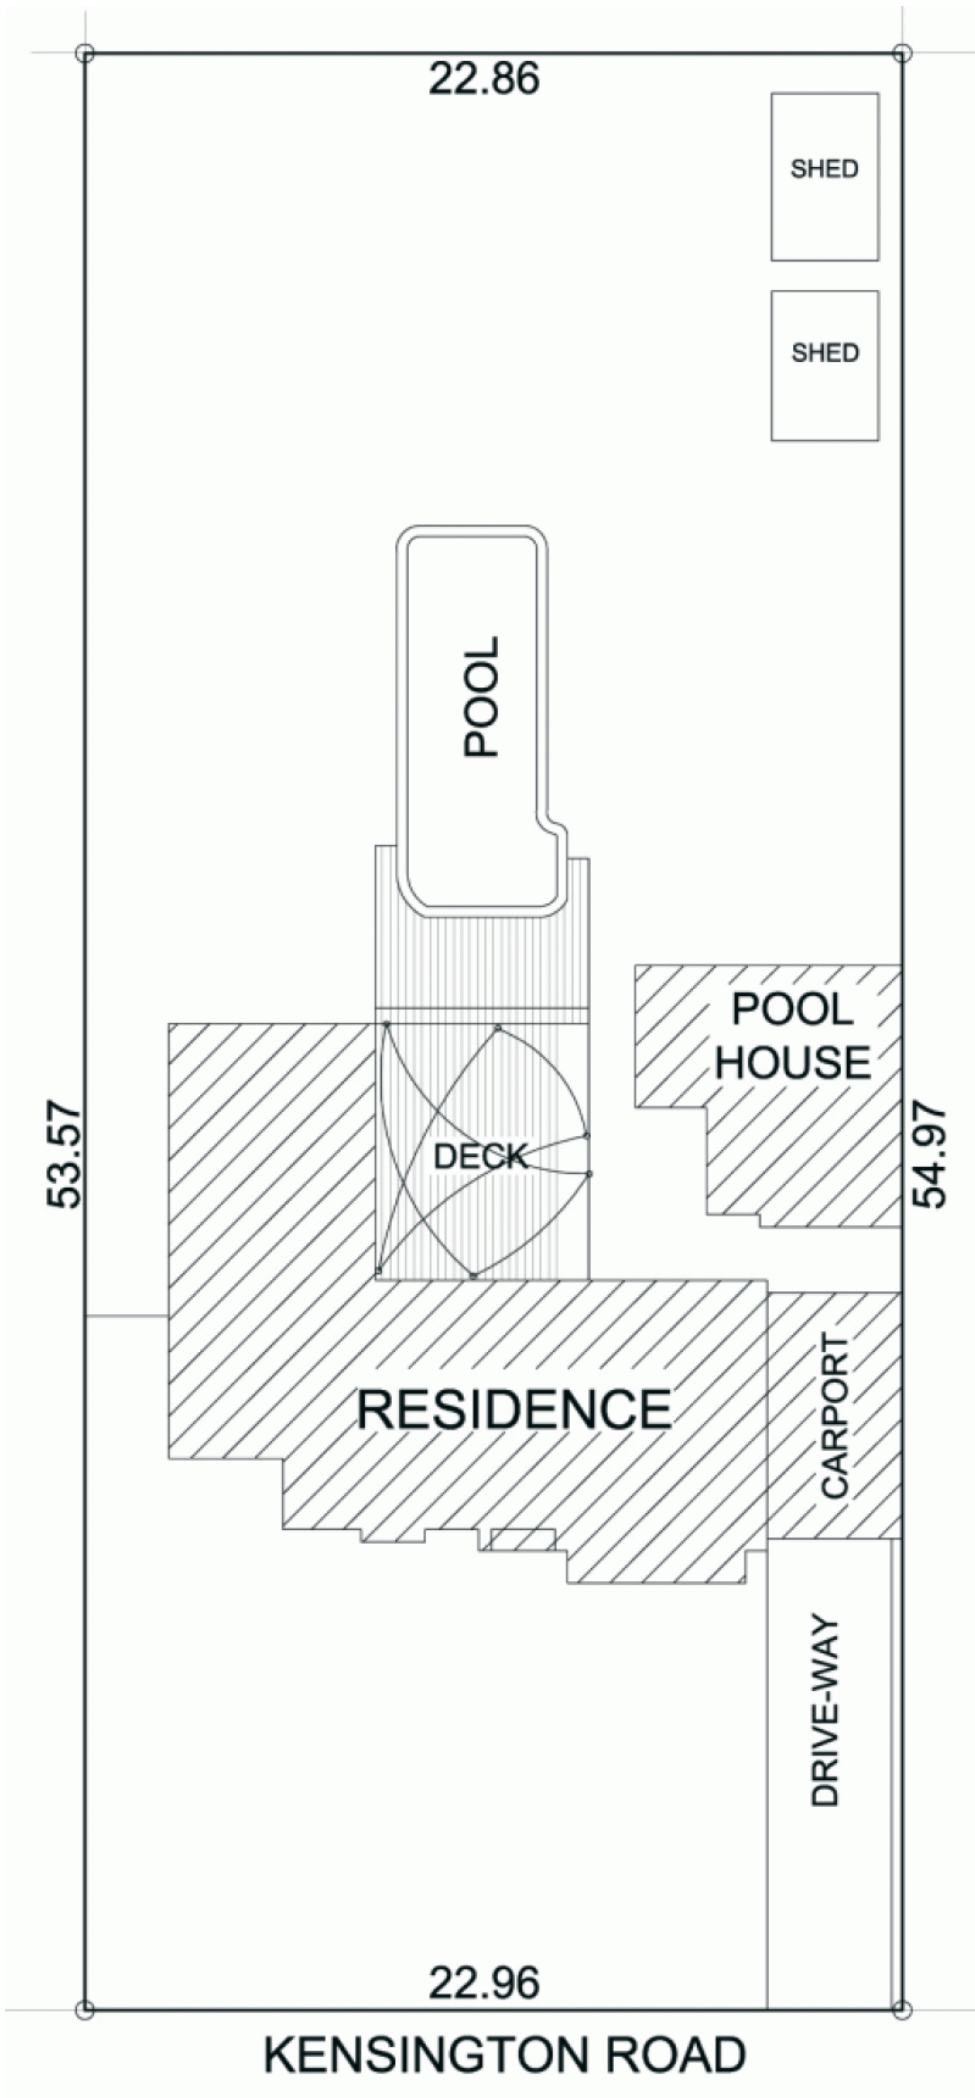 22.86
SHED
SHED
POOL
POOL
HOUSE
53.57
DECK
54.97
RESIDENCE
CARPORT
DRIVE-WAY
22.96
KENSINGTON ROAD